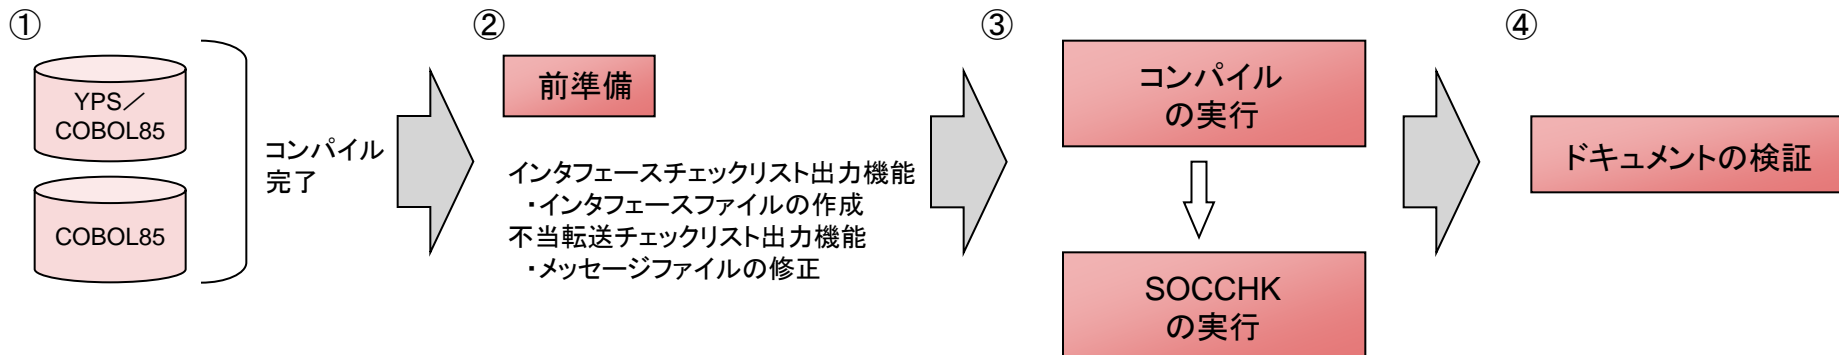 ①
YPS／
COBOL85
COBOL85
コンパイル
完了
②
前準備
インタフェースチェックリスト出力機能
・インタフェースファイルの作成
不当転送チェックリスト出力機能
・メッセージファイルの修正
③
コンパイル
の実行
SOCCHK
の実行
④
ドキュメントの検証